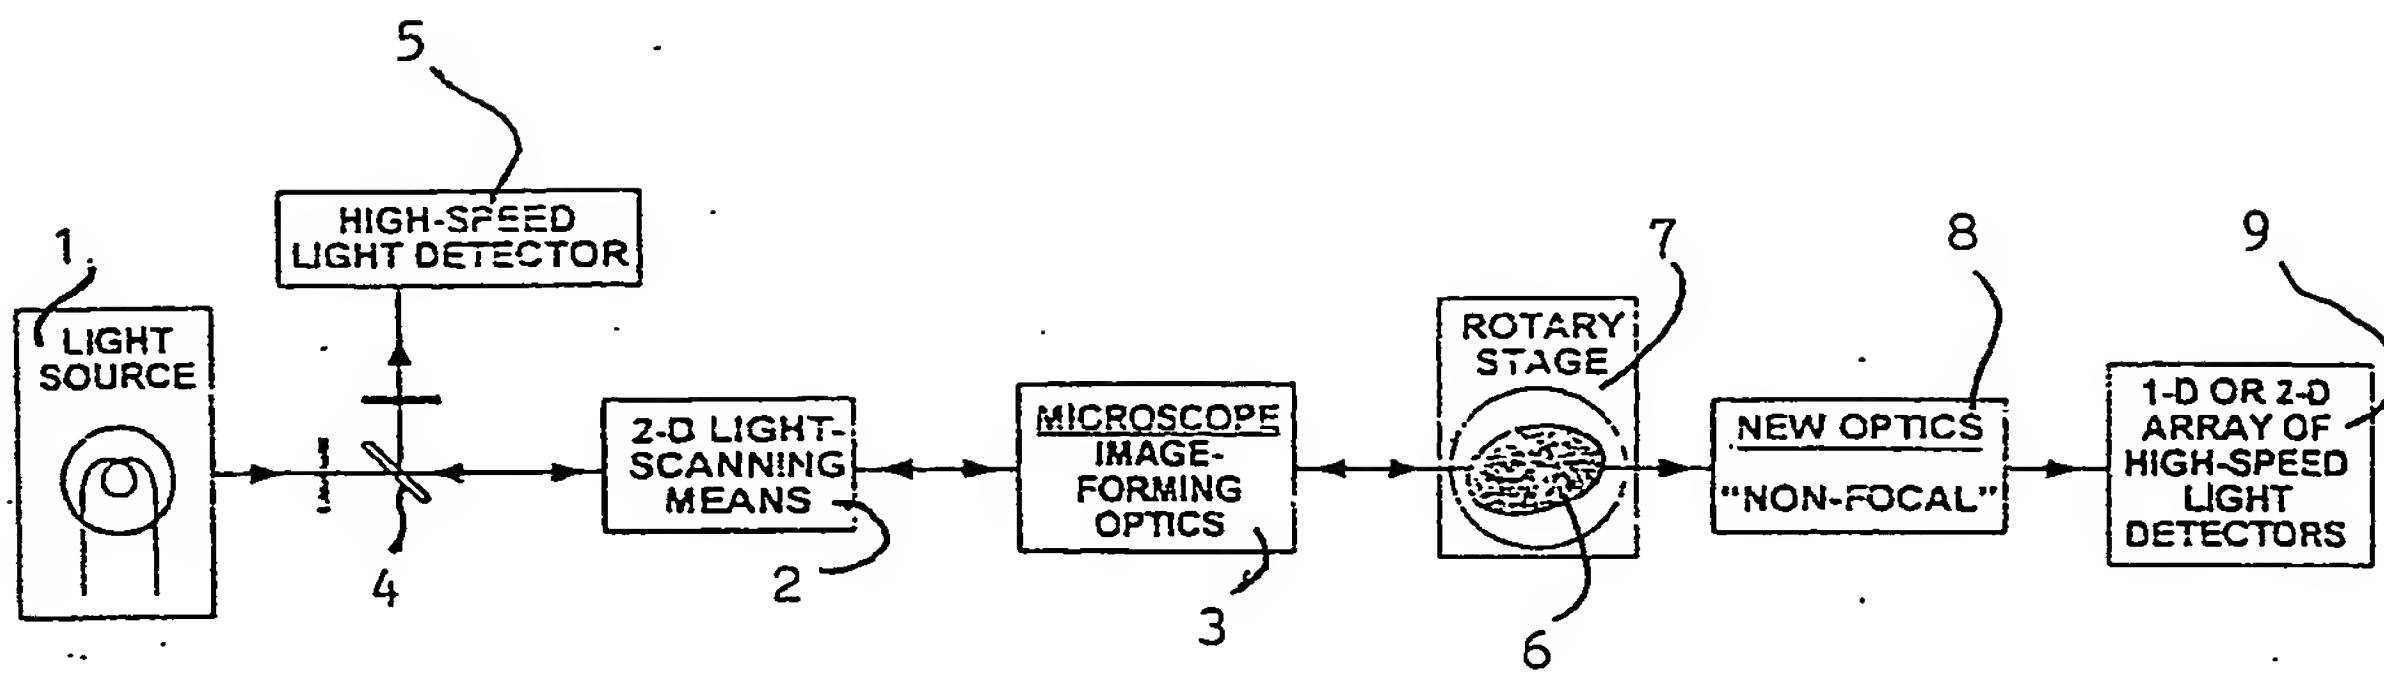 5
HIGH-SPEED
LIGHT DETECTOR
1
LIGHT
SOURCE
4
2-D LIGHT-
SCANNING
MEANS
2
MICROSCOPE
IMAGE-
FORMING
OPTICS
3
7
ROTARY
STAGE
6
8
NEW OPTICS
"NON-FOCAL"
9
1-D OR 2-D
ARRAY OF
HIGH-SPEED
LIGHT
DETECTORS